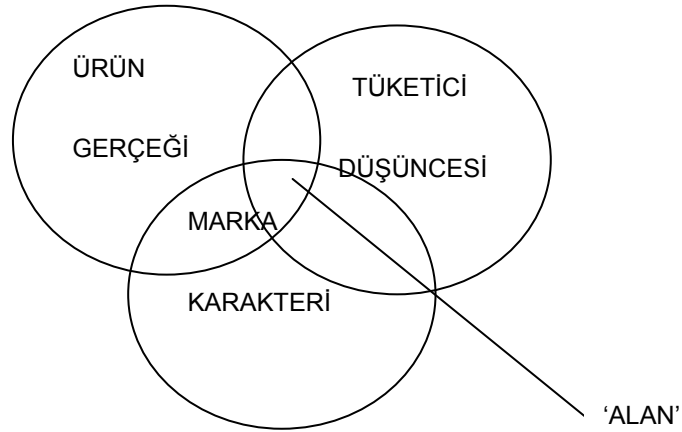 ÜRÜN
GERÇEĞİ
TÜKETİCİ
DÜŞÜNCESİ
MARKA
KARAKTERİ
‘ALAN’